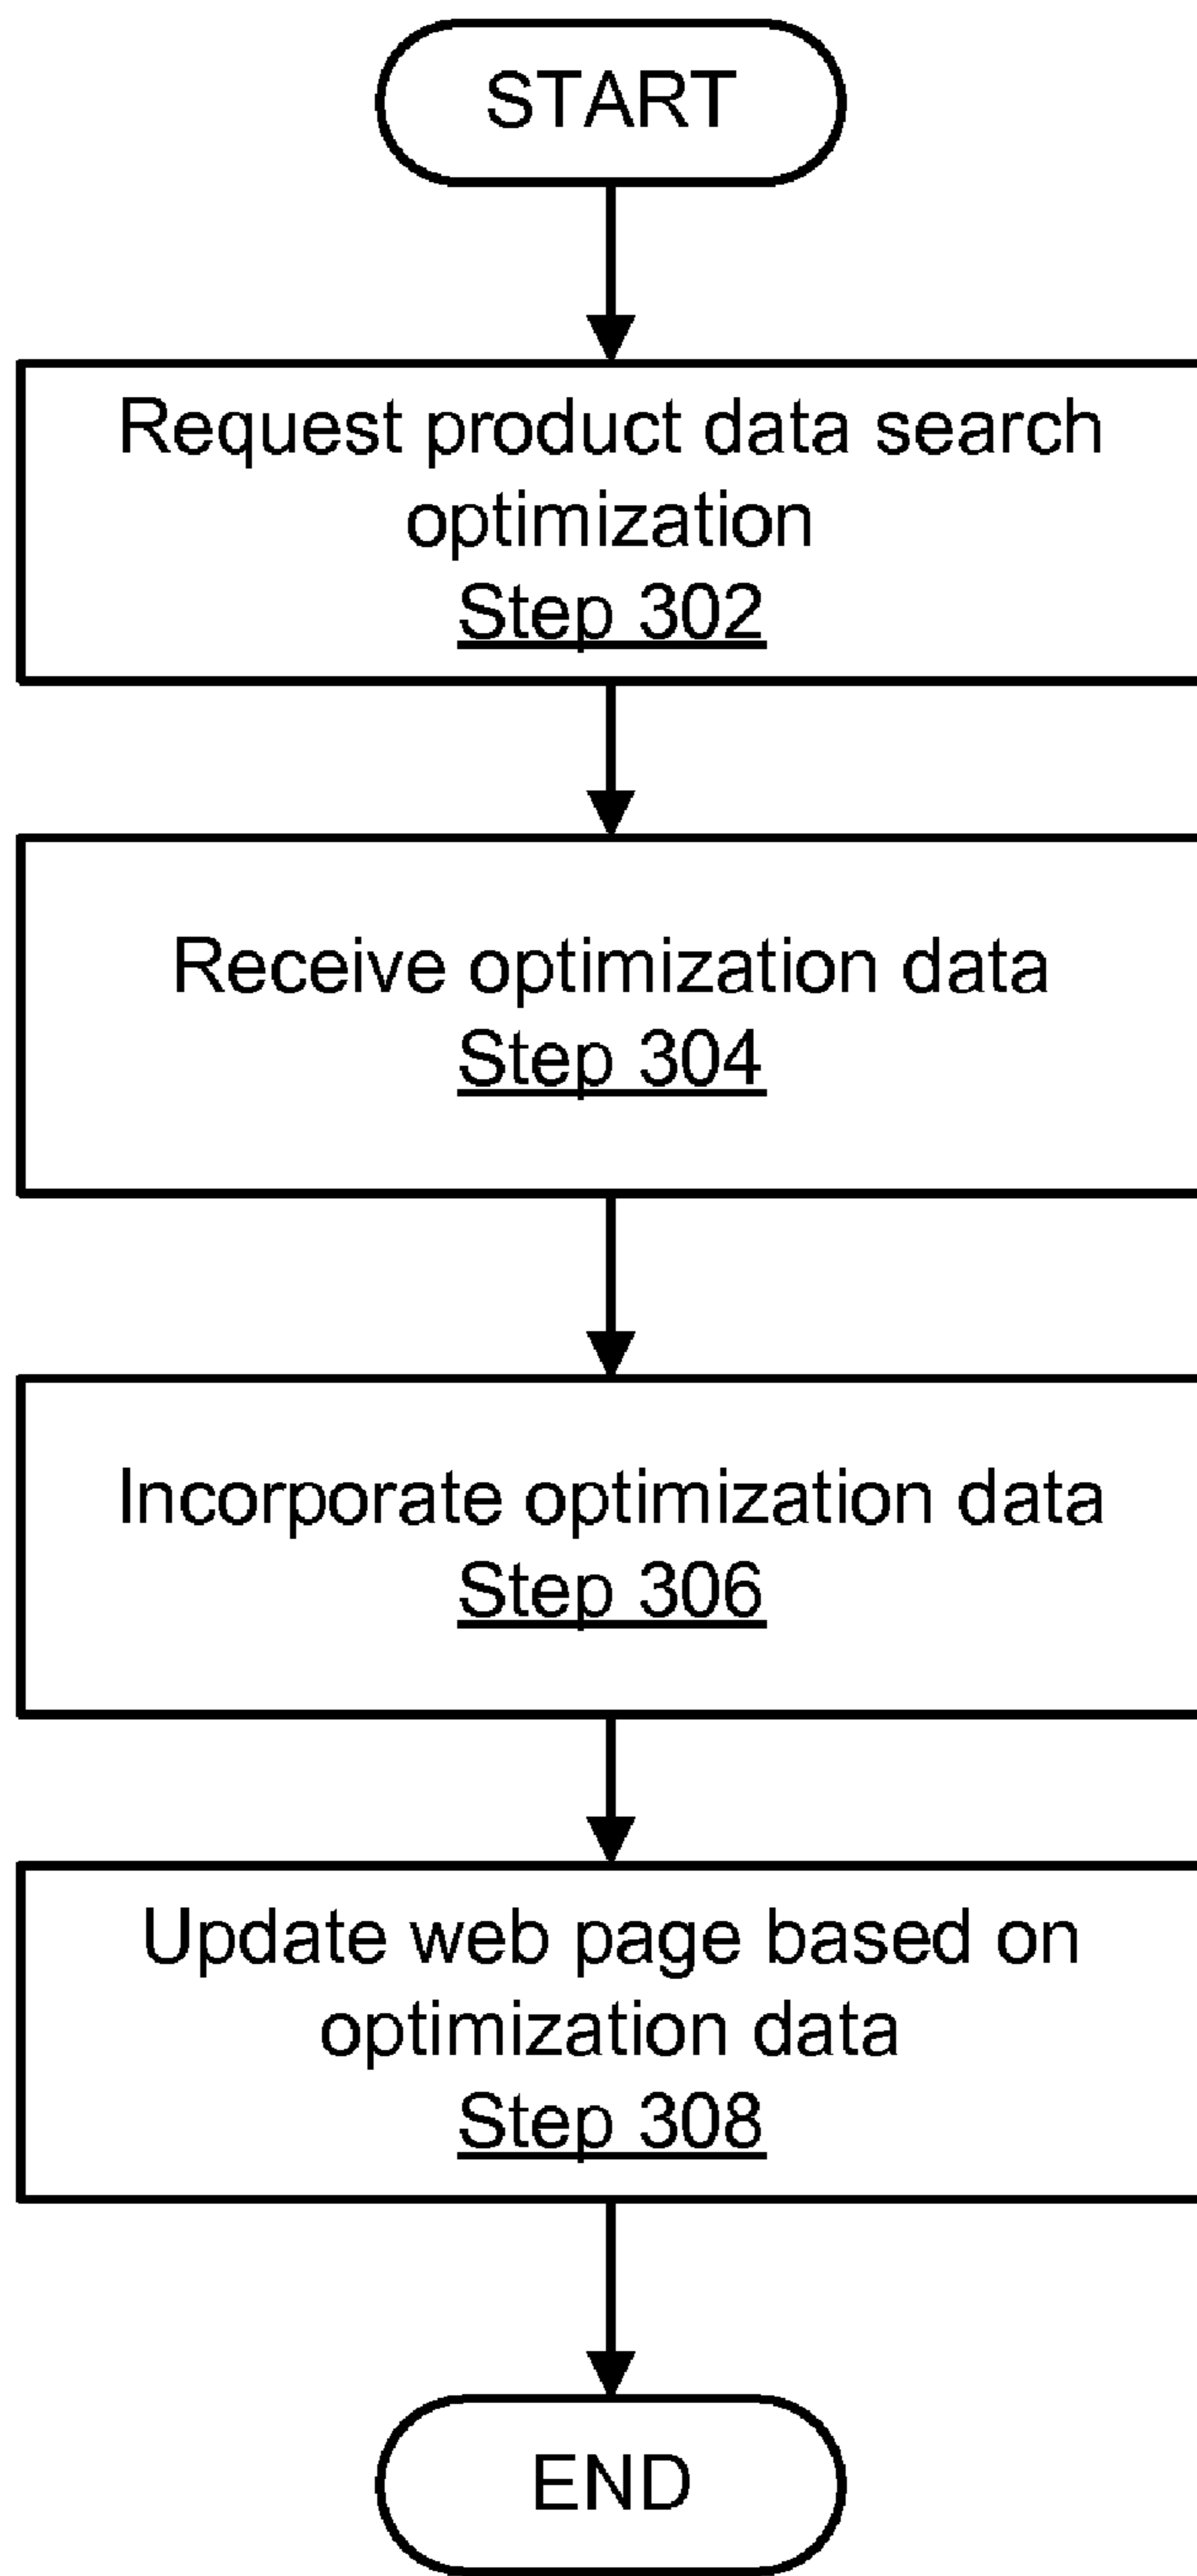 START
Request product data search
optimization
Step 302
Receive optimization data
Step 304
Incorporate optimization data
Step 306
Update web page based on
optimization data
Step 308
END